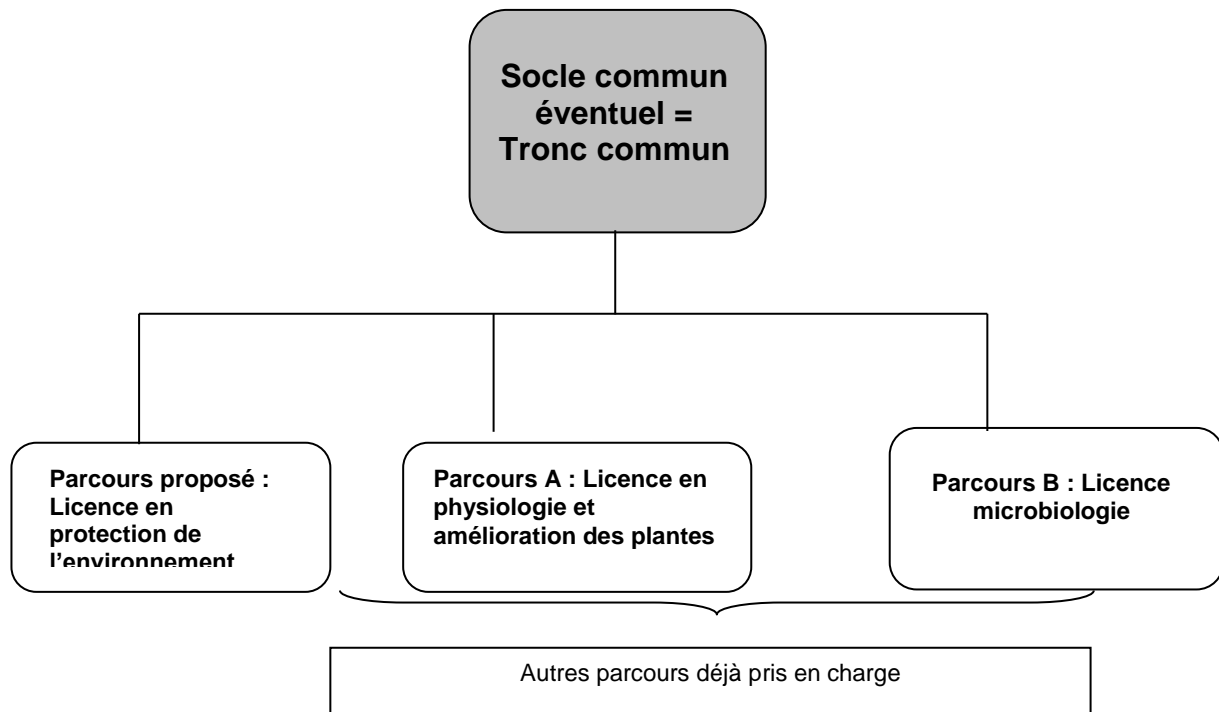 Socle commun
éventuel =
Tronc commun
Parcours proposé :
Licence en
protection de
l’environnement
Parcours A : Licence en
physiologie et
amélioration des plantes
Parcours B : Licence
microbiologie
Autres parcours déjà pris en charge